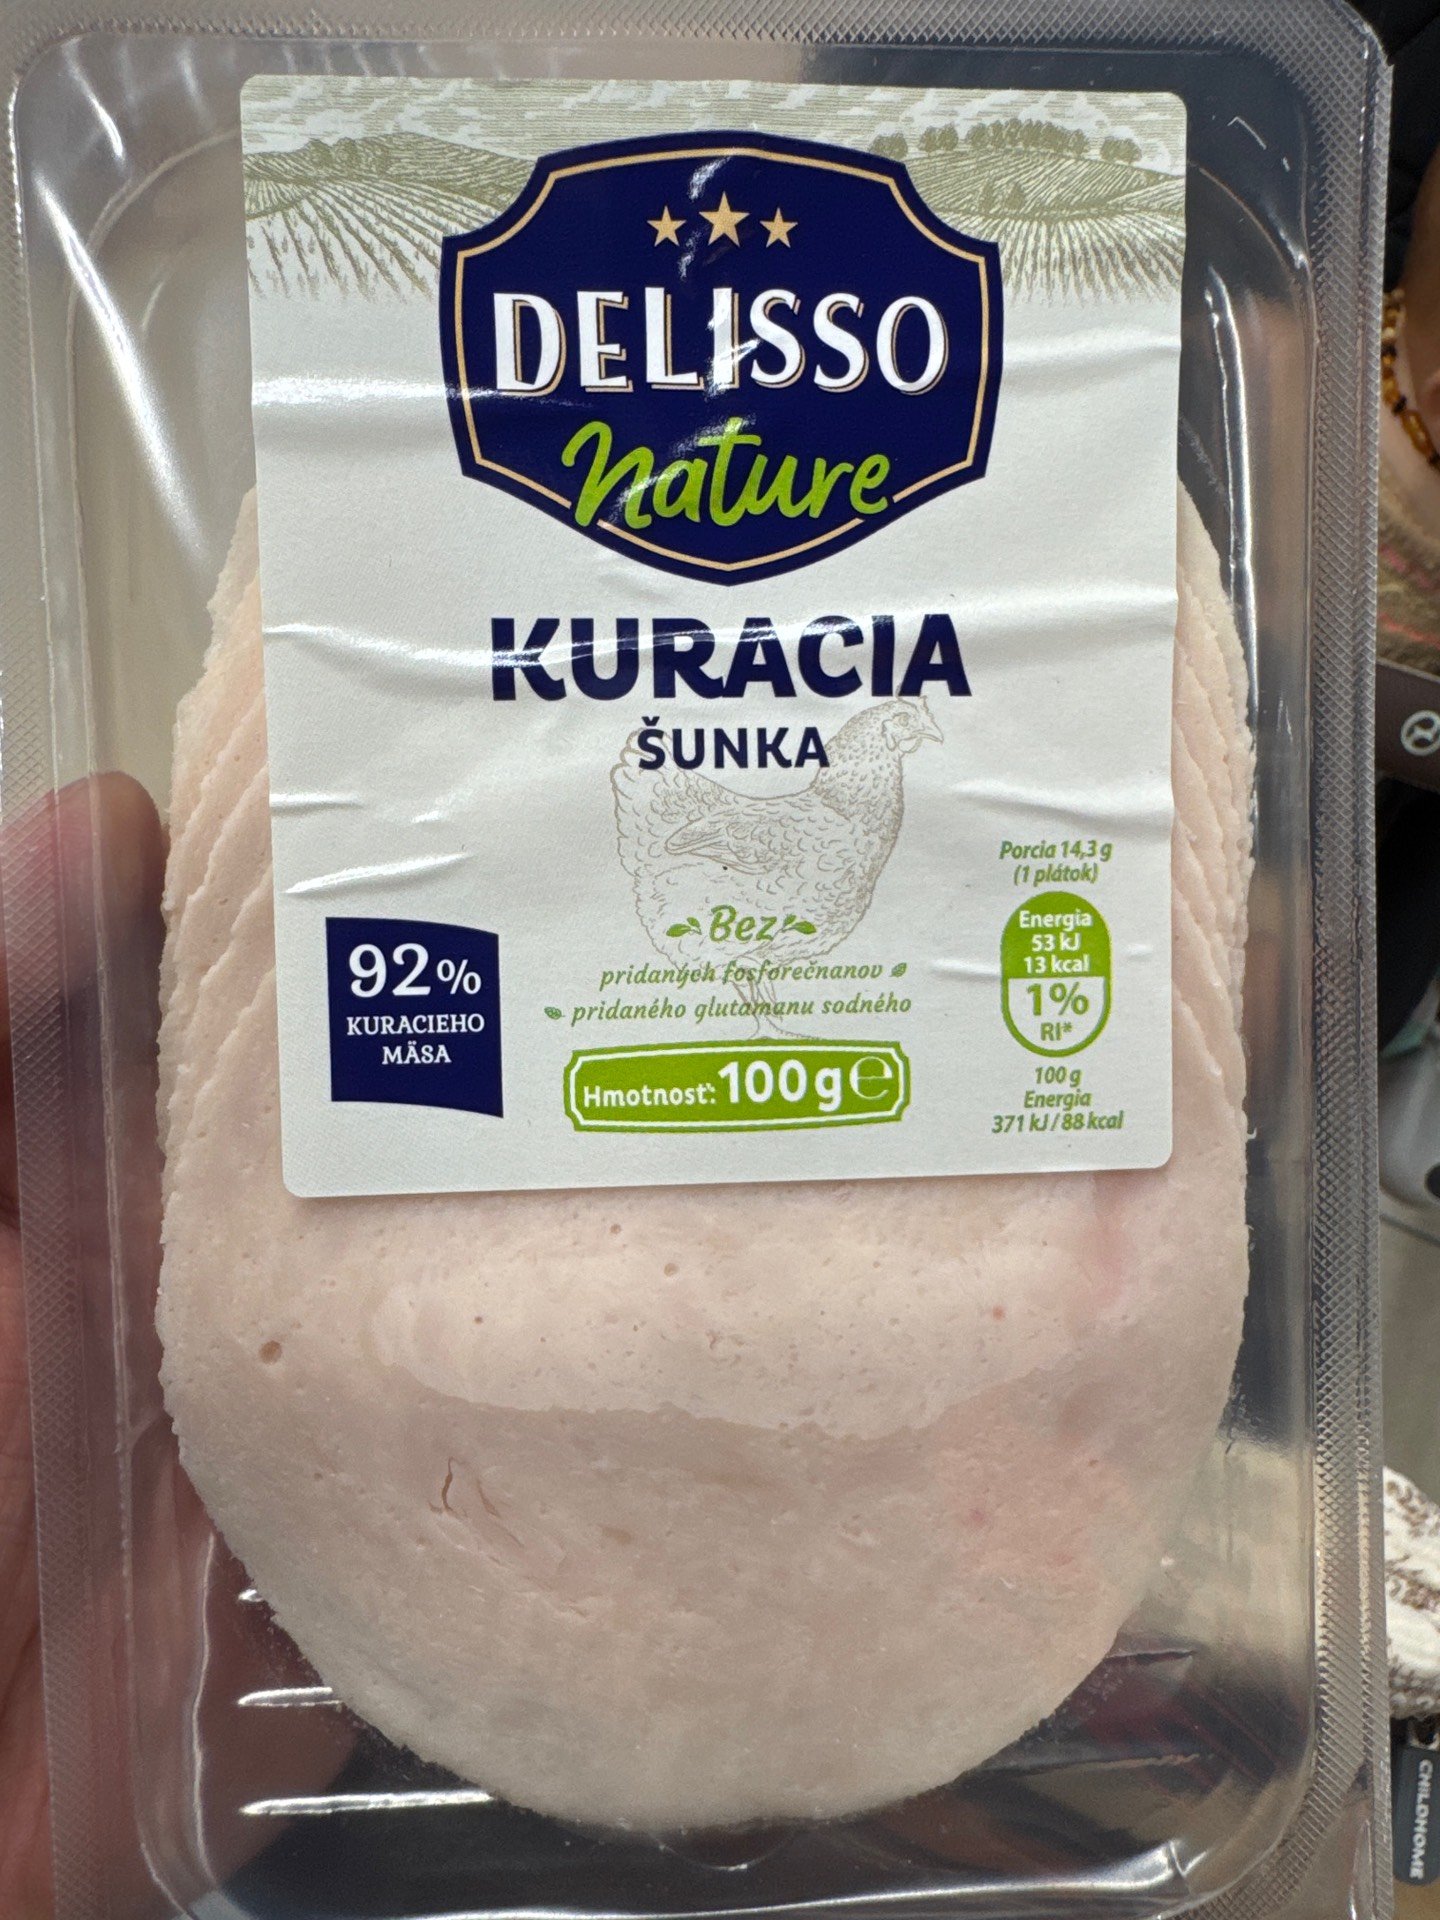 DELISSO
Nature
KURACIA
ŠUNKA
Porcia 14,3 g
(1 plátok)
Energia
53 kJ
13 kcal
1%
RI*
100 g
Energia
371 kJ / 88 kcal
92%
KURACIEHO
MÄSA
Bez
pridaných fosforečnanov
pridaného glutamanu sodného
Hmotnosť: 100 g e
CHILDHOME